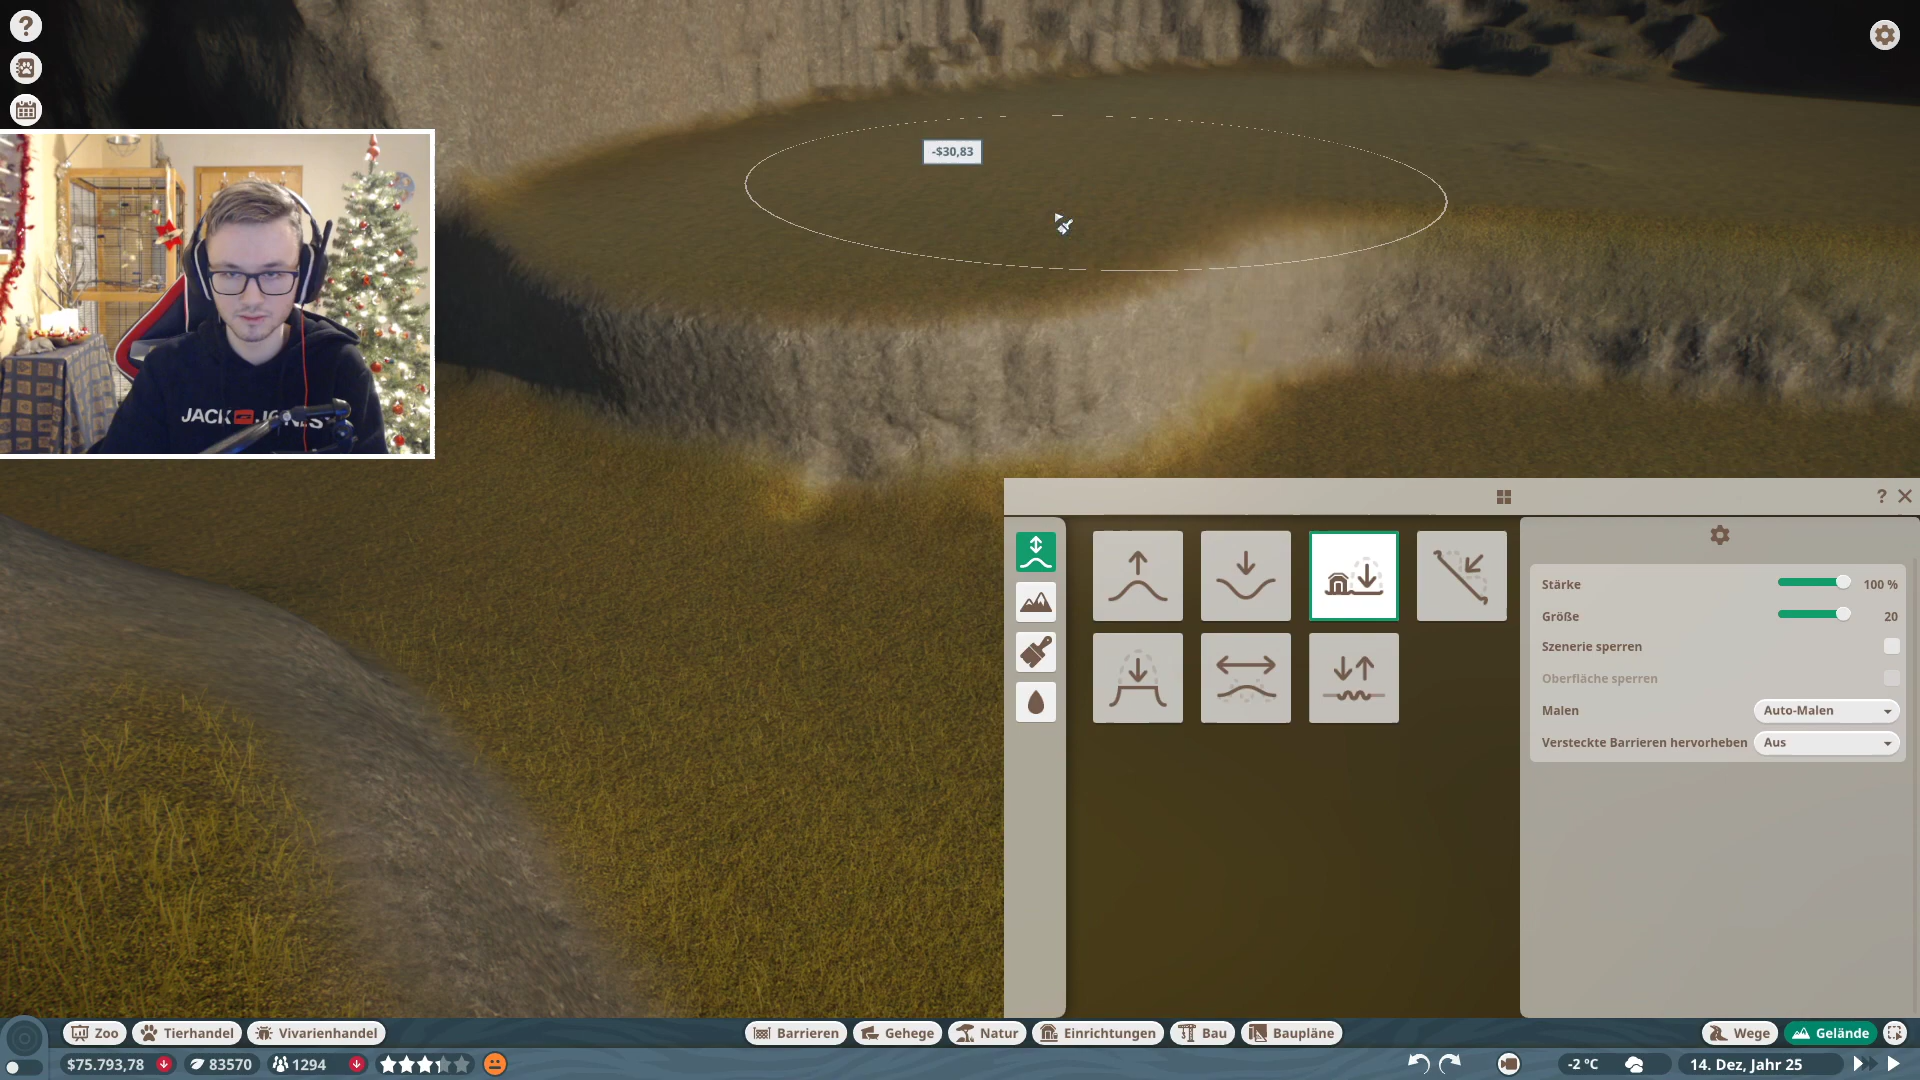 -$30,83
JACK & JONES
?
Stärke
100 %
Größe
20
Szenerie sperren
Oberfläche sperren
Malen
Auto-Malen
Versteckte Barrieren hervorheben
Aus
Zoo
Tierhandel
Vivarienhandel
Barrieren
Gehege
Natur
Einrichtungen
Bau
Baupläne
Wege
Gelände
$75.793,78
83570
1294
-2 °C
14. Dez, Jahr 25